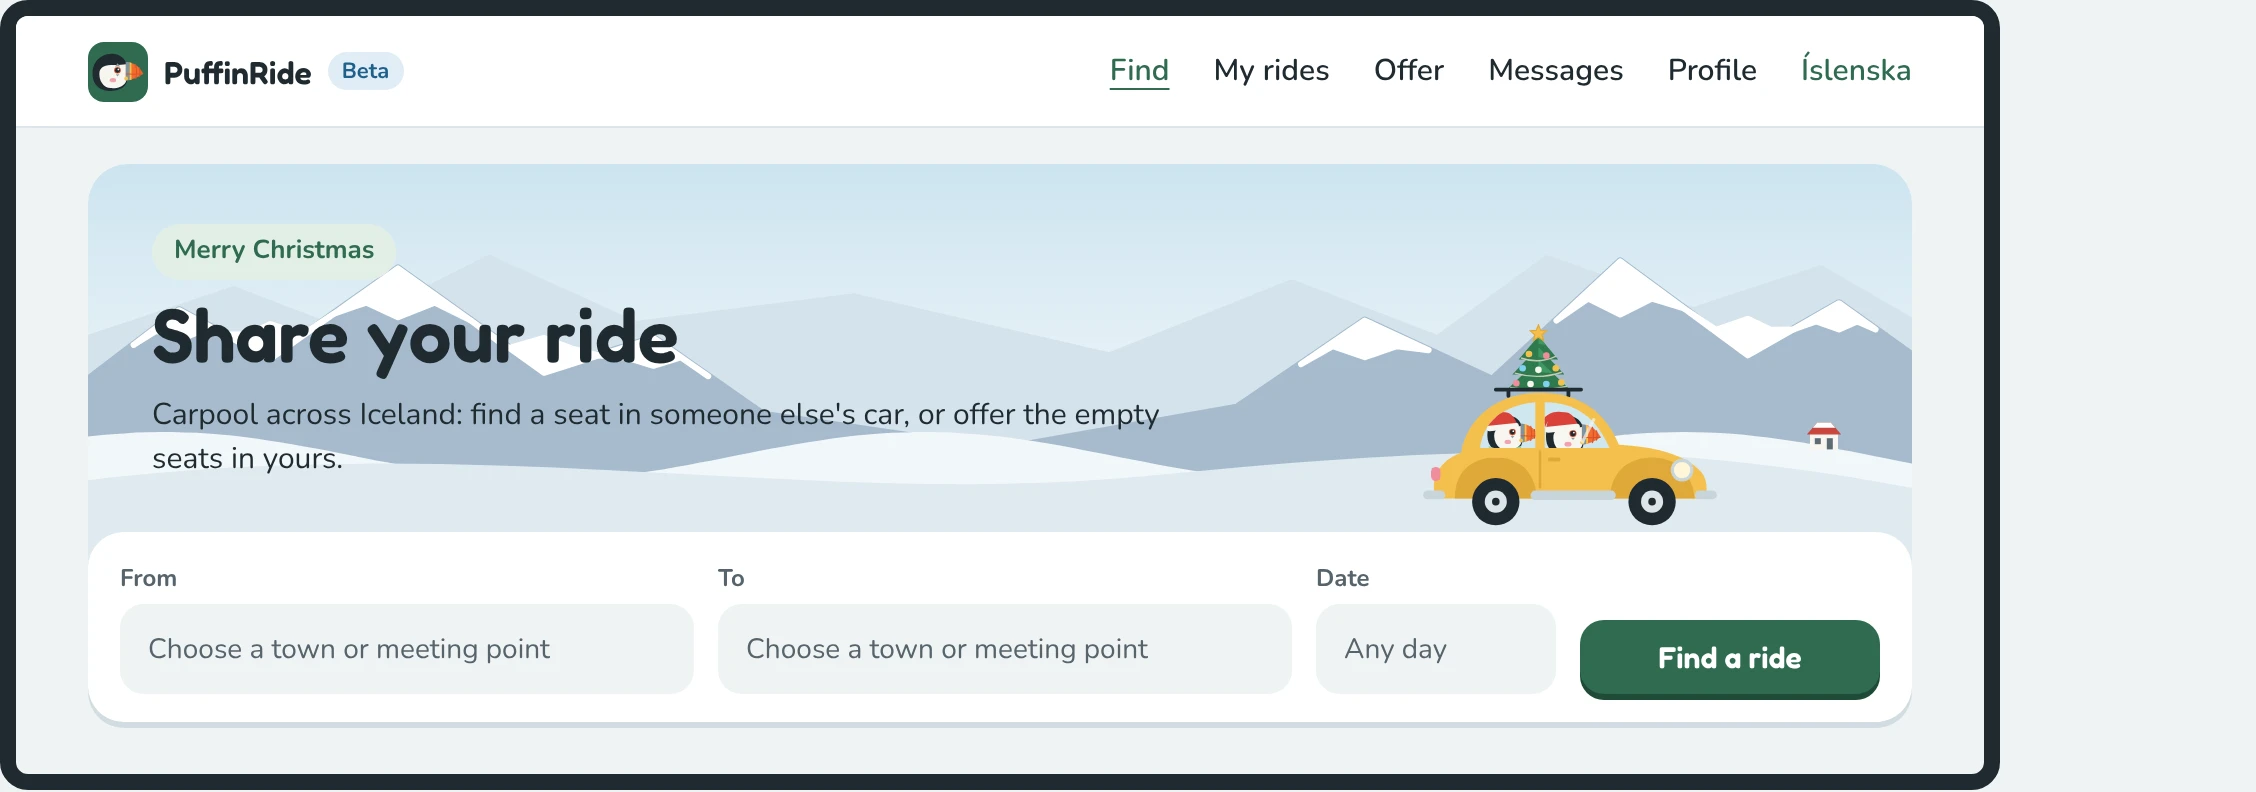 PuffinRide Beta
Find My rides Offer Messages Profile Íslenska
Merry Christmas
Share your ride
Carpool across Iceland: find a seat in someone else's car, or offer the empty
seats in yours.
From To Date
Choose a town or meeting point Choose a town or meeting point Any day
Find a ride